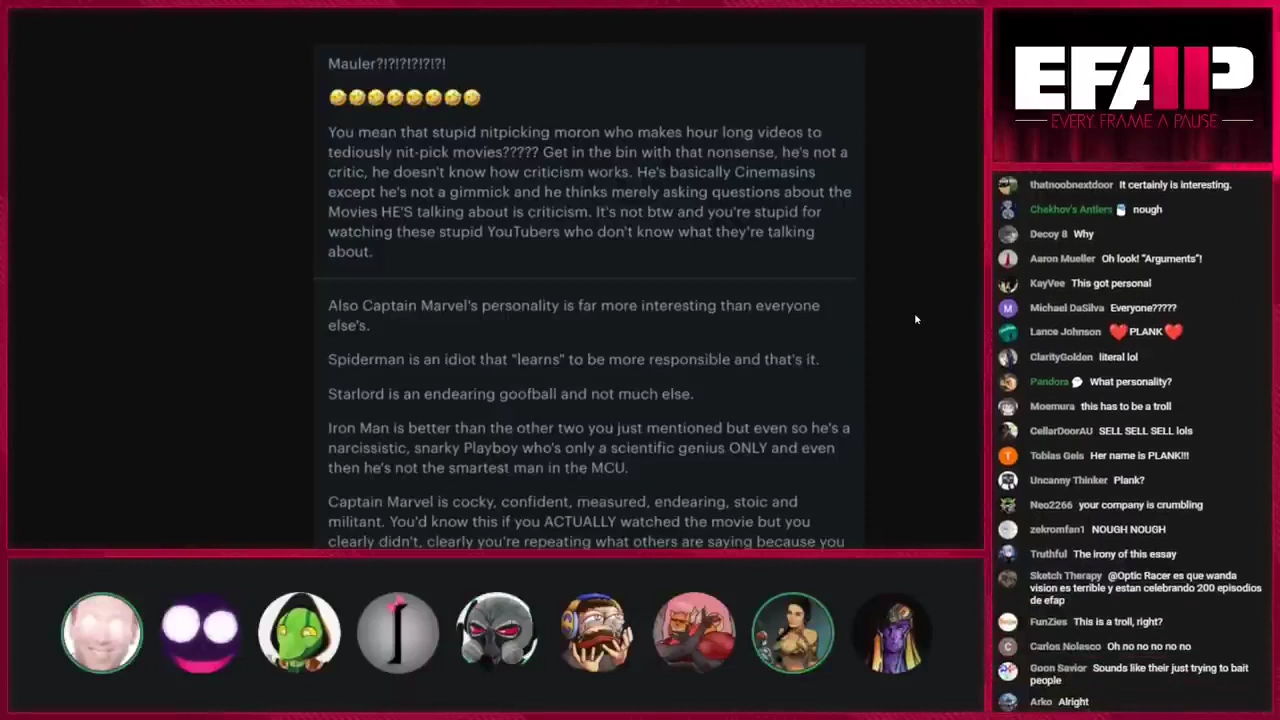 Mauler?!?!?!?!?!?!
🤣🤣🤣🤣🤣🤣🤣🤣
You mean that stupid nitpicking moron who makes hour long videos to
tediously nit-pick movies????? Get in the bin with that nonsense, he's not a
critic, he doesn't know how criticism works. He's basically Cinemasins
except he's not a gimmick and he thinks merely asking questions about the
Movies HE'S talking about is criticism. It's not btw and you're stupid for
watching these stupid YouTubers who don't know what they're talking
about.
Also Captain Marvel's personality is far more interesting than everyone
else's.
Spiderman is an idiot that "learns" to be more responsible and that's it.
Starlord is an endearing goofball and not much else.
Iron Man is better than the other two you just mentioned but even so he's a
narcissistic, snarky Playboy who's only a scientific genius ONLY and even
then he's not the smartest man in the MCU.
Captain Marvel is cocky, confident, measured, endearing, stoic and
militant. You'd know this if you ACTUALLY watched the movie but you
clearly didn't, clearly you're repeating what others are saying because you
EFAP
EVERY FRAME A PAUSE
thatnoobnextdoor It certainly is interesting.
Chekhov's Antlers nough
Decoy 8 Why
Aaron Mueller Oh look! "Arguments"!
KayVee This got personal
Michael DaSilva Everyone?????
Lance Johnson ❤️PLANK❤️
ClarityGolden literal lol
Pandora What personality?
Moemura this has to be a troll
CellarDoorAU SELL SELL SELL lols
Tobias Geis Her name is PLANK!!!
Uncanny Thinker Plank?
Neo2266 your company is crumbling
zekromfan1 NOUGH NOUGH
Truthful The irony of this essay
Sketch Therapy @Optic Racer es que wanda
vision es terrible y estan celebrando 200 episodios
de efap
FunZies This is a troll, right?
Carlos Nolasco Oh no no no no no
Goon Savior Sounds like their just trying to bait
people
Arko Alright